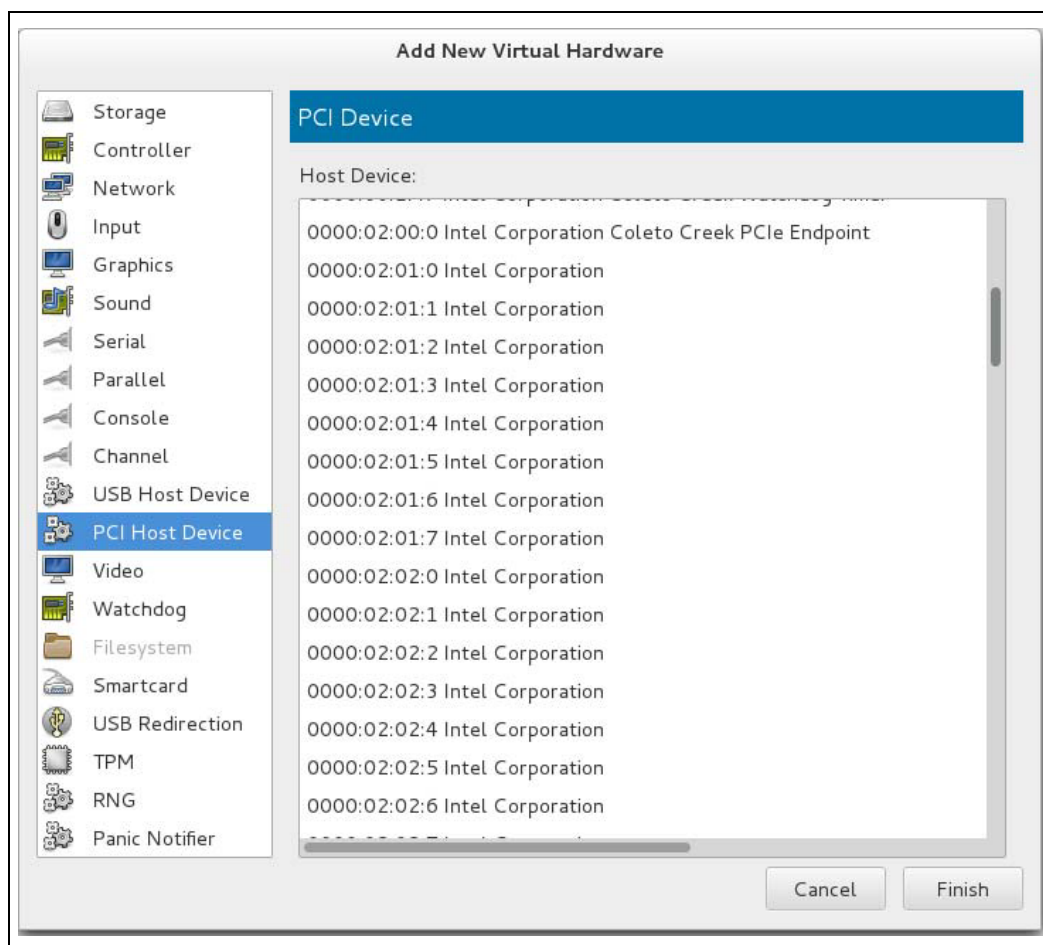 Add New Virtual Hardware
Storage
Controller
Network
Input
Graphics
Sound
Serial
Parallel
Console
Channel
USB Host Device
PCI Host Device
Video
Watchdog
Filesystem
Smartcard
USB Redirection
TPM
RNG
Panic Notifier
PCI Device
Host Device:
0000:02:00:0 Intel Corporation Coleto Creek PCIe Endpoint
0000:02:01:0 Intel Corporation
0000:02:01:1 Intel Corporation
0000:02:01:2 Intel Corporation
0000:02:01:3 Intel Corporation
0000:02:01:4 Intel Corporation
0000:02:01:5 Intel Corporation
0000:02:01:6 Intel Corporation
0000:02:01:7 Intel Corporation
0000:02:02:0 Intel Corporation
0000:02:02:1 Intel Corporation
0000:02:02:2 Intel Corporation
0000:02:02:3 Intel Corporation
0000:02:02:4 Intel Corporation
0000:02:02:5 Intel Corporation
0000:02:02:6 Intel Corporation
Cancel
Finish